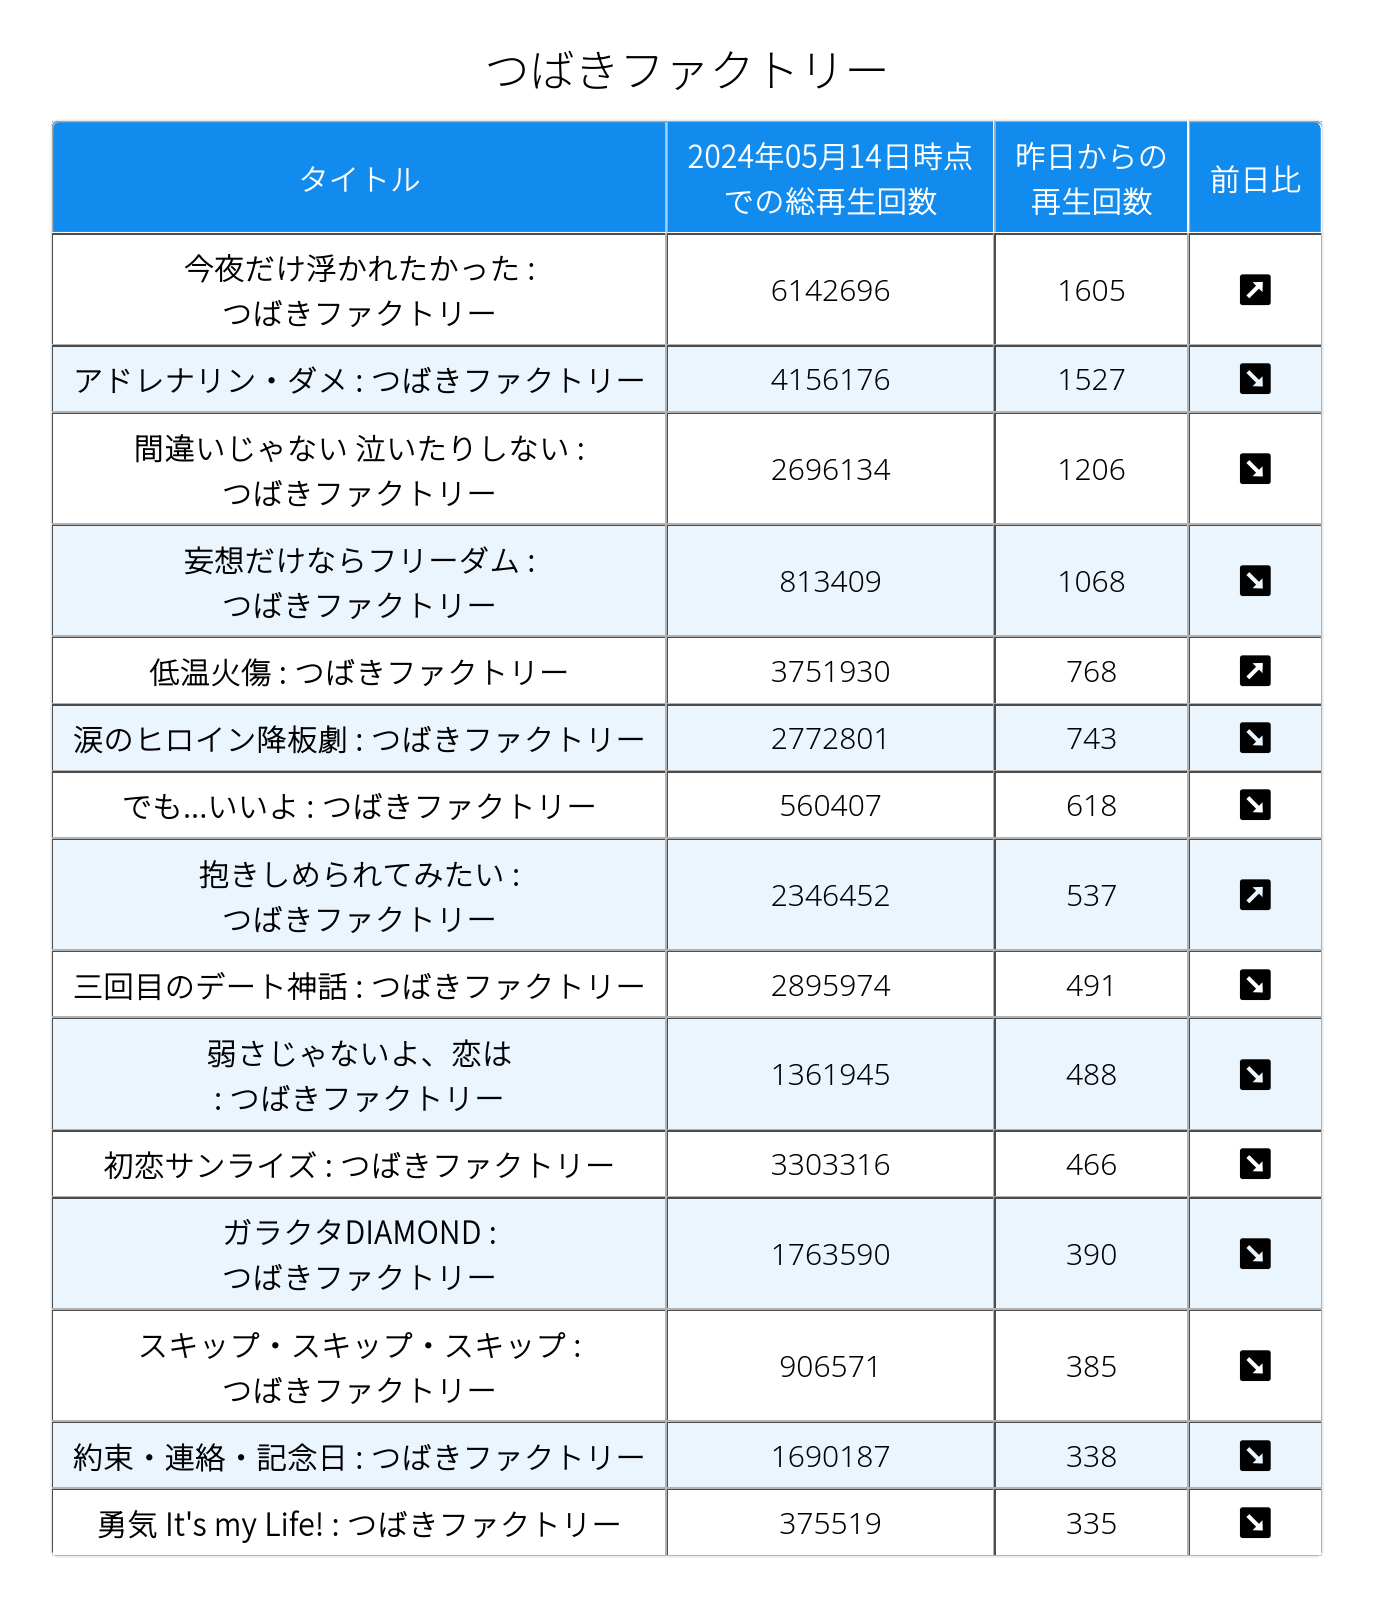 つばきファクトリー
タイトル
2024年05月14日時点
での総再生回数
昨日からの
再生回数
前日比
今夜だけ浮かれたかった :
つばきファクトリー
6142696
1605
アドレナリン・ダメ : つばきファクトリー
4156176
1527
間違いじゃない 泣いたりしない :
つばきファクトリー
2696134
1206
妄想だけならフリーダム :
つばきファクトリー
813409
1068
低温火傷 : つばきファクトリー
3751930
768
涙のヒロイン降板劇 : つばきファクトリー
2772801
743
でも...いいよ : つばきファクトリー
560407
618
抱きしめられてみたい :
つばきファクトリー
2346452
537
三回目のデート神話 : つばきファクトリー
2895974
491
弱さじゃないよ、恋は
: つばきファクトリー
1361945
488
初恋サンライズ : つばきファクトリー
3303316
466
ガラクタDIAMOND :
つばきファクトリー
1763590
390
スキップ・スキップ・スキップ :
つばきファクトリー
906571
385
約束・連絡・記念日 : つばきファクトリー
1690187
338
勇気 It's my Life! : つばきファクトリー
375519
335